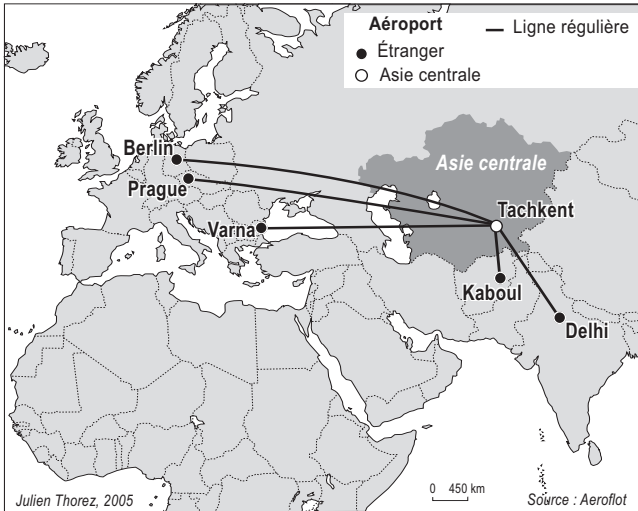 Aéroport
Ligne régulière
Étranger
Asie centrale
Berlin
Asie centrale
Prague
Tachkent
Varna
Kaboul
Delhi
0 450 km
Julien Thorez, 2005
Source : Aeroflot